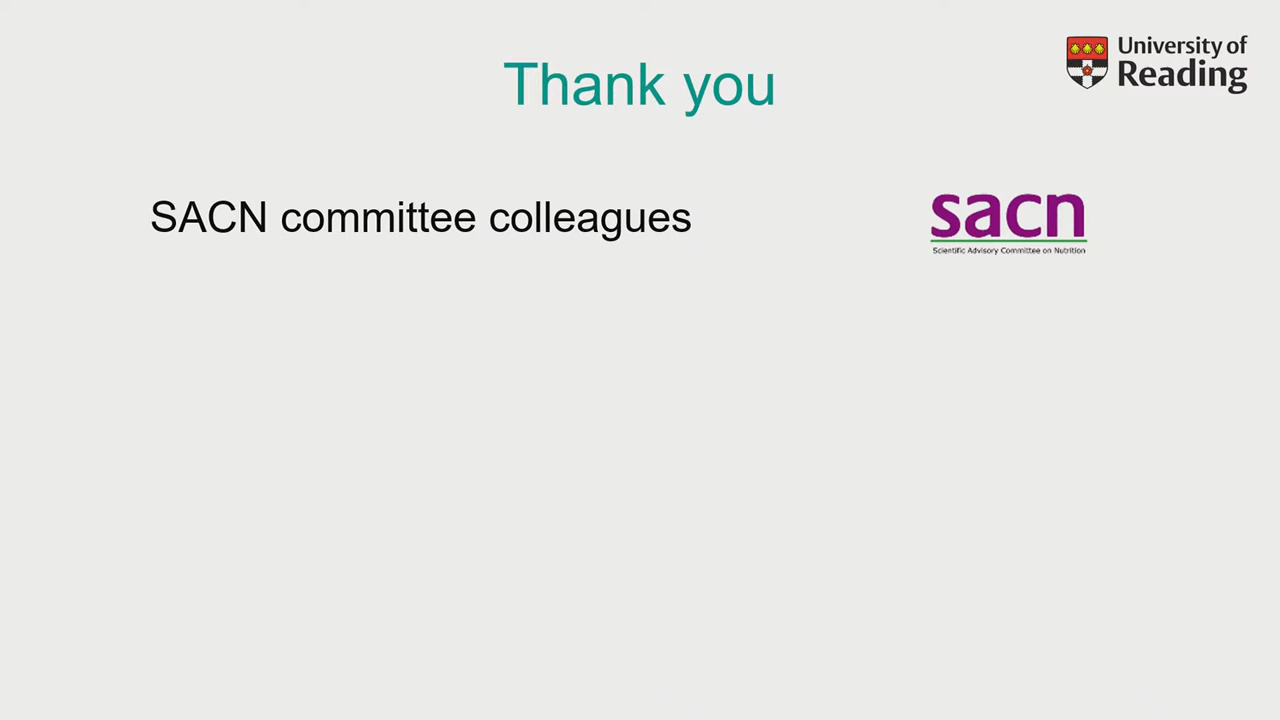 University of
Reading
Thank you
SACN committee colleagues
sacn
Scientific Advisory Committee on Nutrition